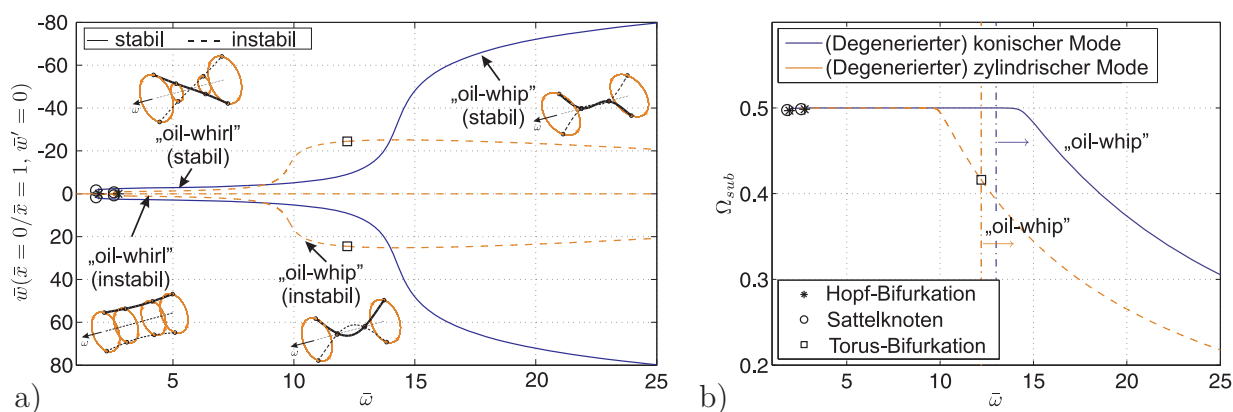 -80
-60
-40
-20
0
20
40
60
80
w̄(x̄ = 0/x̄ = 1, w̄′ = 0)
stabil
instabil
„oil-whirl”
(stabil)
„oil-whip”
(stabil)
„oil-whirl”
(instabil)
„oil-whip”
(instabil)
ω̄
ω̄
ω̄
ω̄
5
10
15
20
25
ω̄
a)
(Degenerierter) konischer Mode
(Degenerierter) zylindrischer Mode
0.5
0.4
0.3
0.2
Ω_sub
„oil-whip”
„oil-whip”
Hopf-Bifurkation
Sattelknoten
Torus-Bifurkation
5
10
15
20
25
ω̄
b)